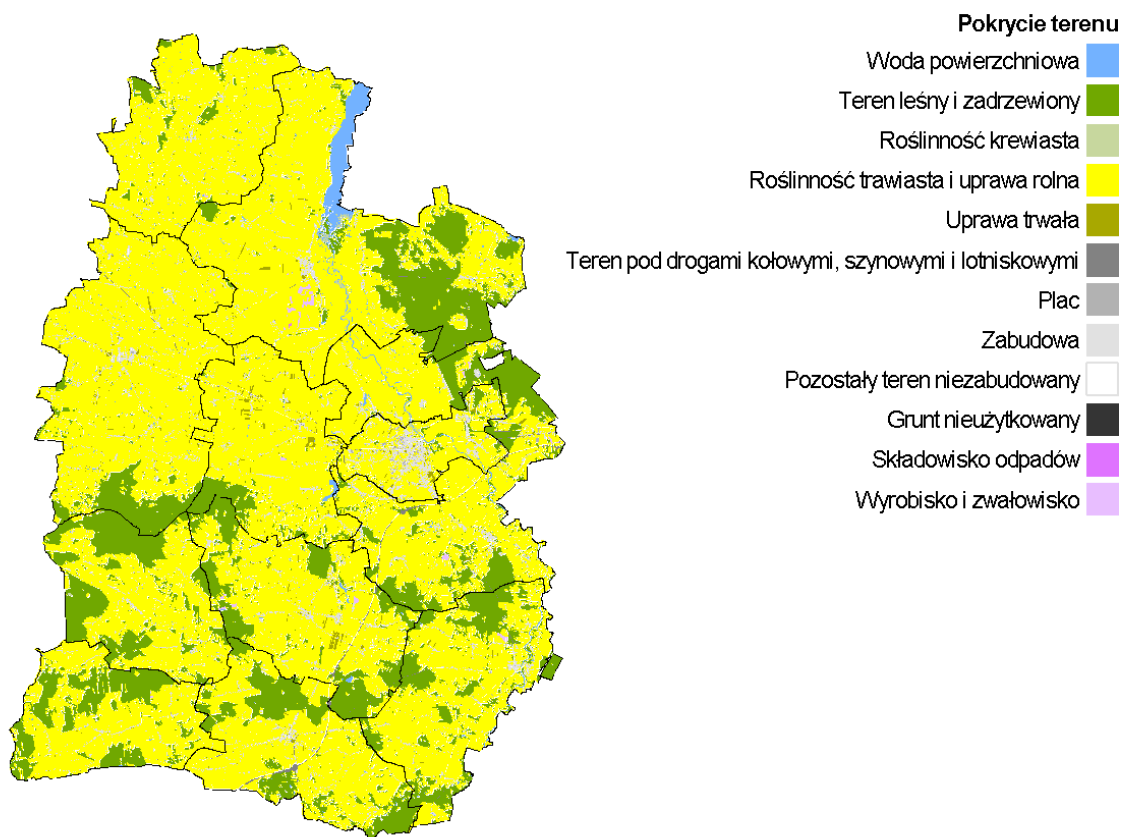 Pokrycie terenu
Woda powierzchniowa
Teren leśny i zadrzewiony
Roślinność krewiasta
Roślinność trawiasta i uprawa rolna
Uprawa trwała
Teren pod drogami kołowymi, szynowymi i lotniskowymi
Plac
Zabudowa
Pozostały teren niezabudowany
Grunt nieużytkowany
Składowisko odpadów
Wyrobisko i zwałowisko